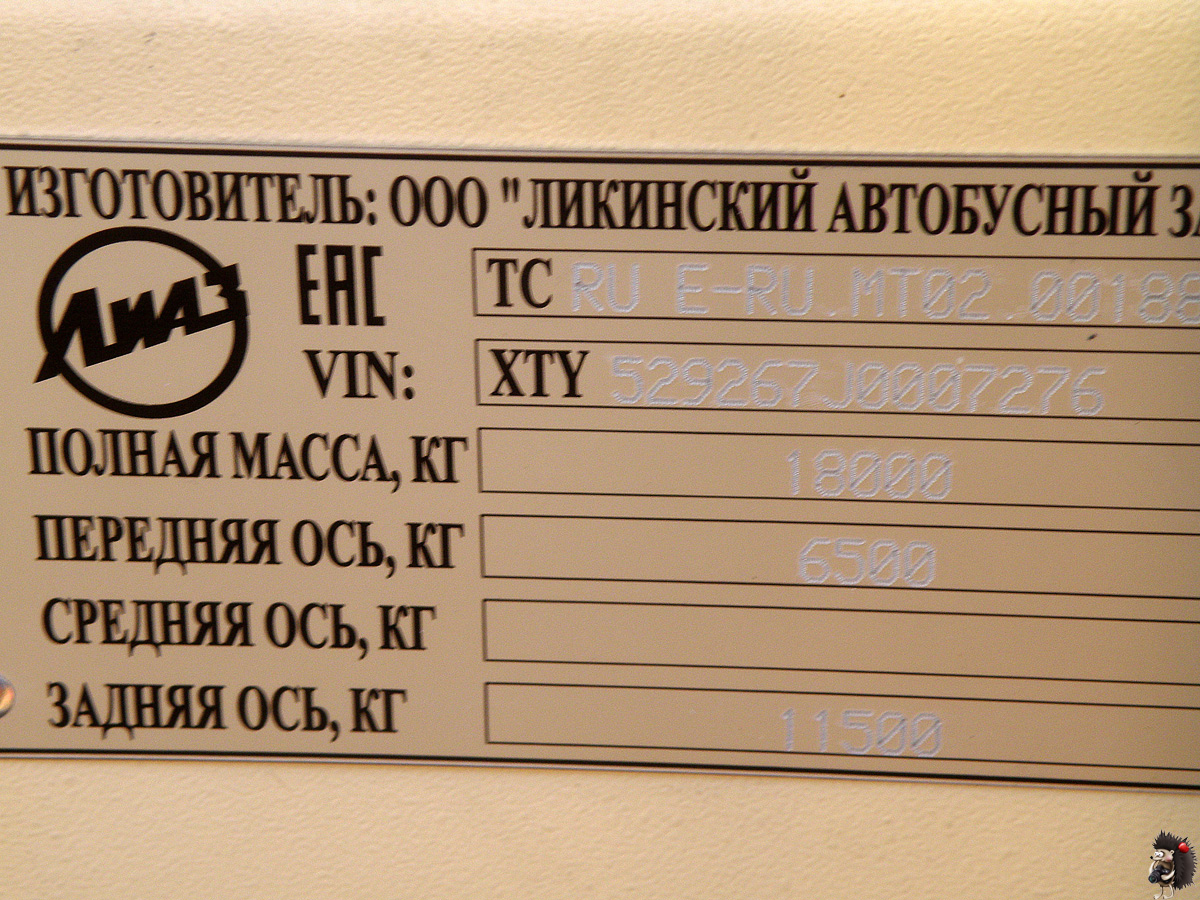 ИЗГОТОВИТЕЛЬ: ООО "ЛИКИНСКИЙ АВТОБУСНЫЙ
ЛиАЗ
ЕАС
ТС RU E-RU.MT02.00188
VIN: XTY 529267J0007276
ПОЛНАЯ МАССА, КГ 18000
ПЕРЕДНЯЯ ОСЬ, КГ 6500
СРЕДНЯЯ ОСЬ, КГ
ЗАДНЯЯ ОСЬ, КГ 11500